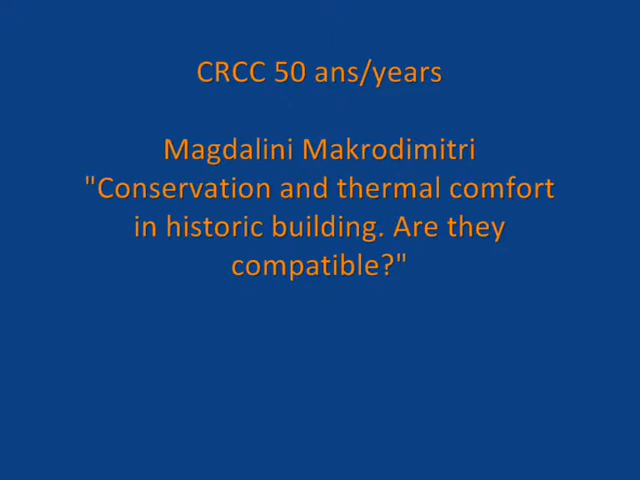 CRCC 50 ans/years
Magdalini Makrodimitri
"Conservation and thermal comfort
in historic building. Are they
compatible?"